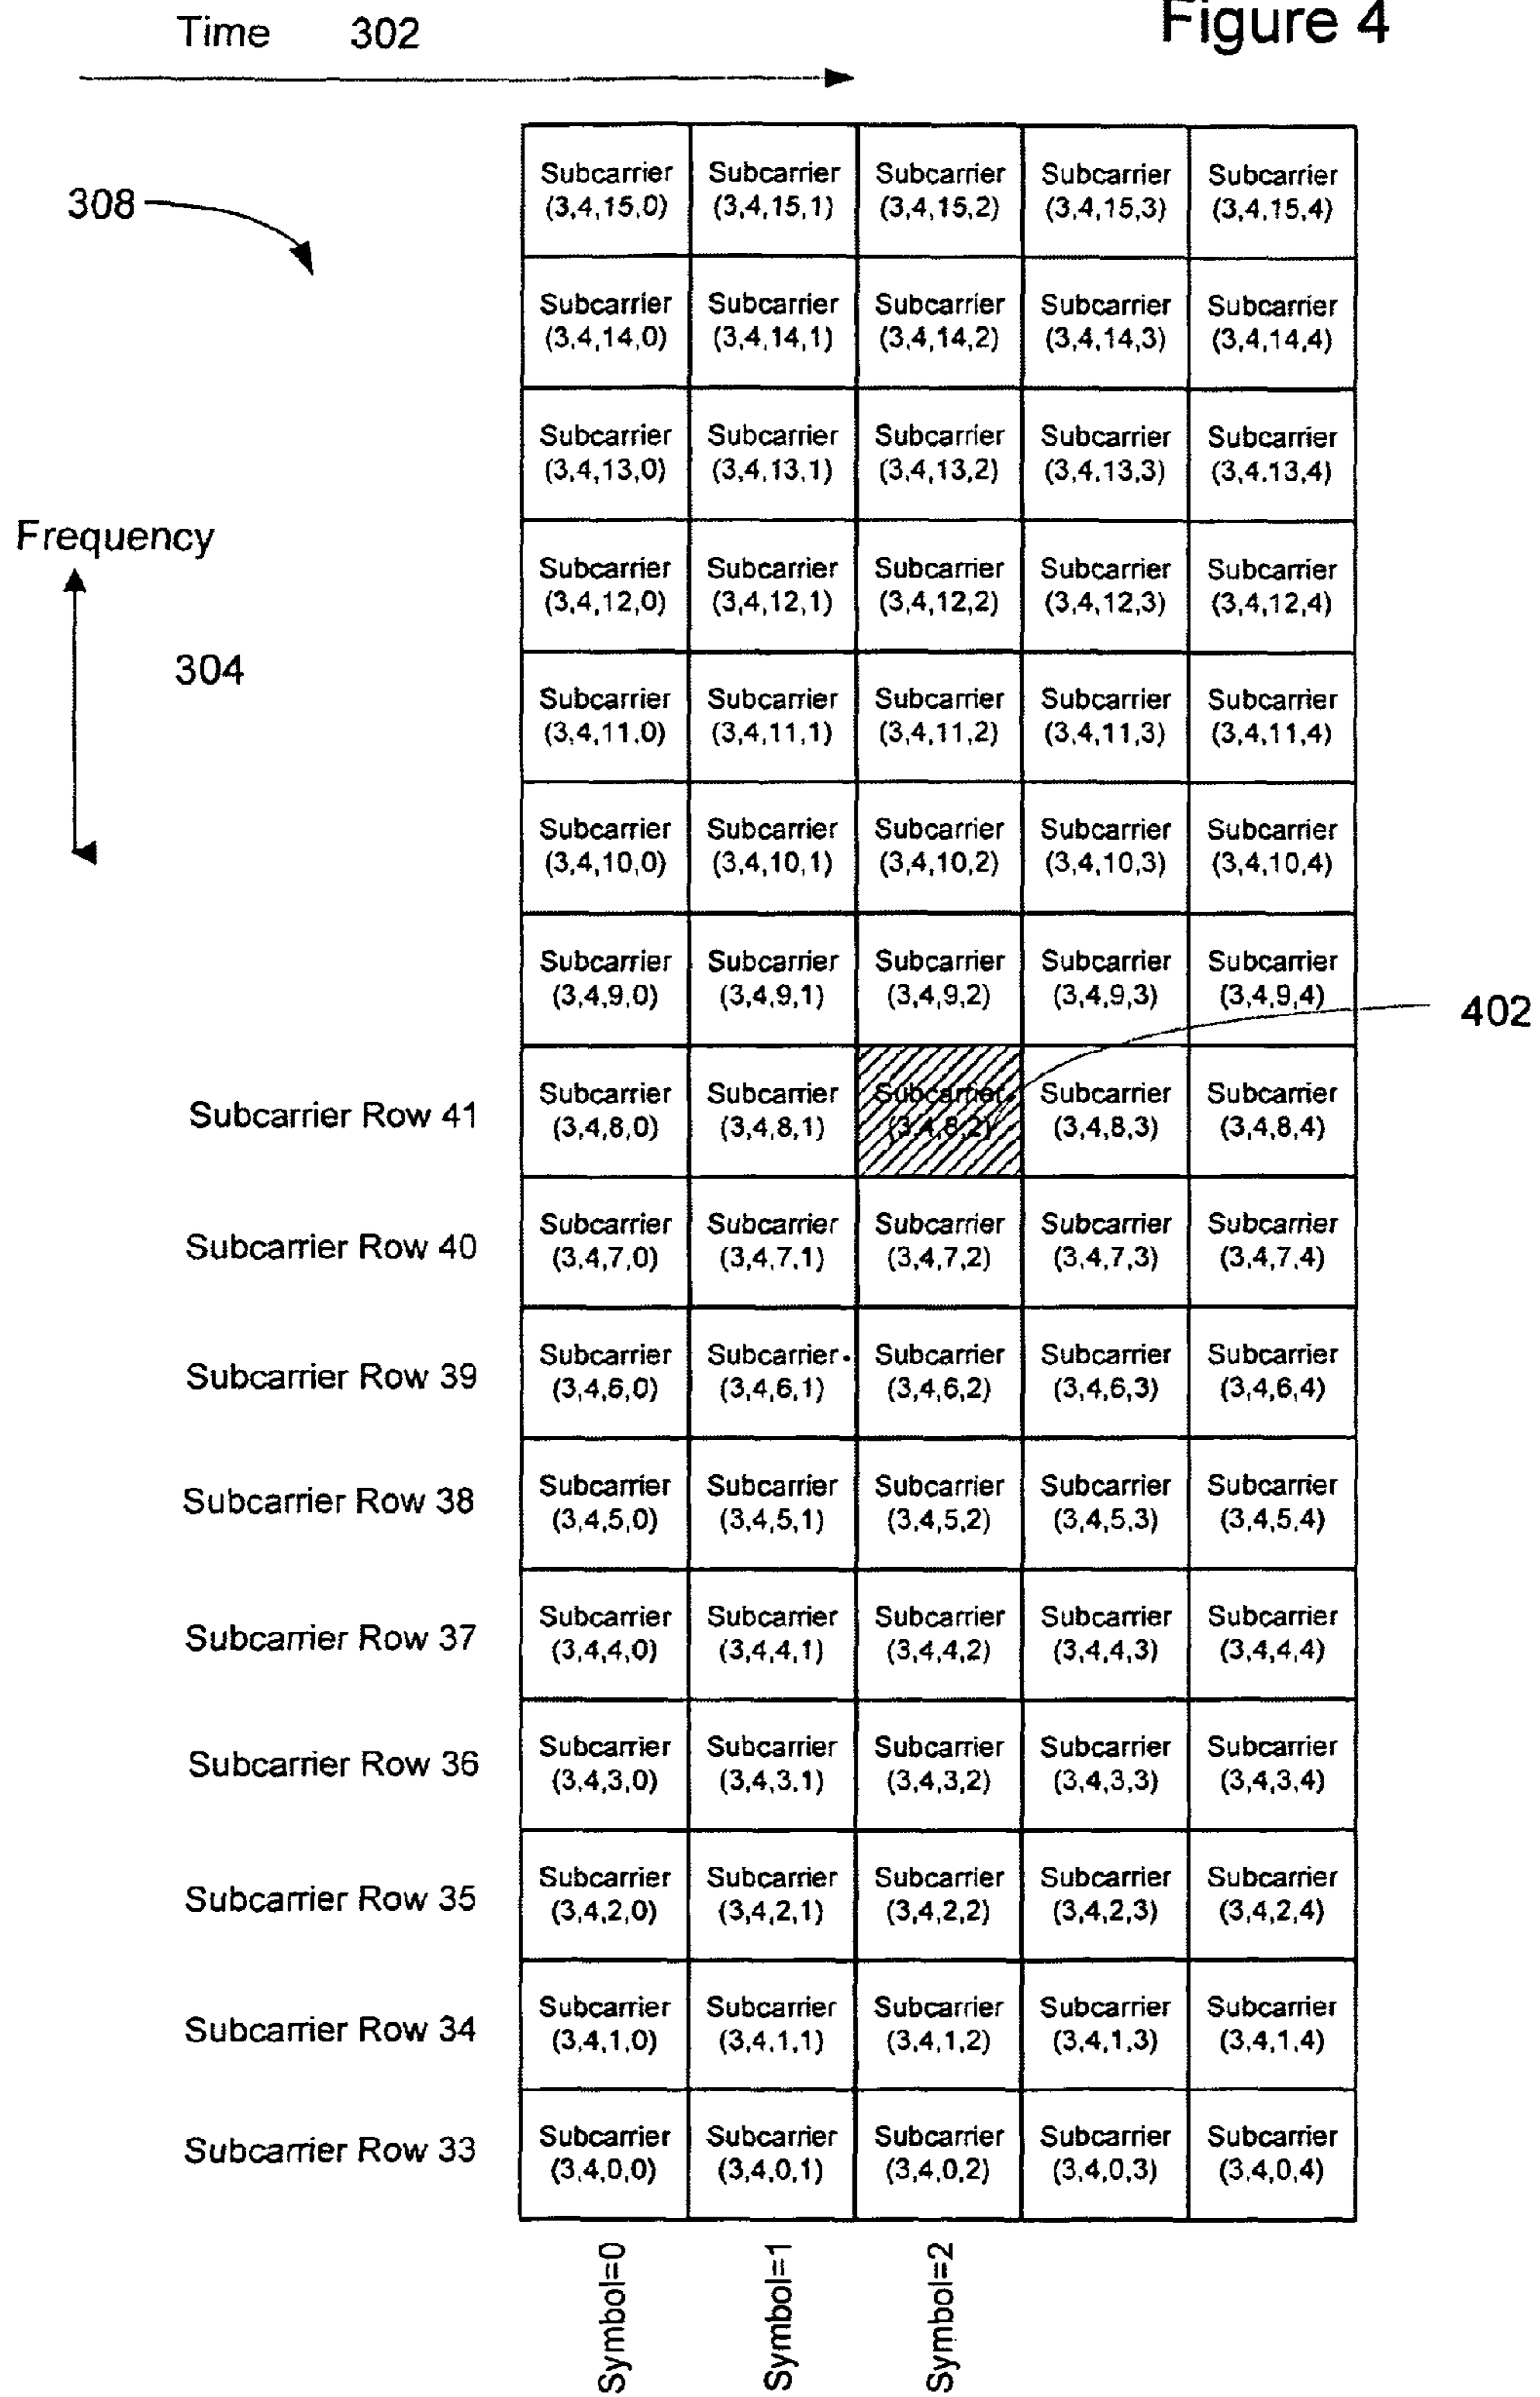 Figure 4
Time 302
308
Subcarrier Subcarrier Subcarrier Subcarrier Subcarrier
(3,4,15,0) (3,4,15,1) (3,4,15,2) (3,4,15,3) (3,4,15,4)
Subcarrier Subcarrier Subcarrier Subcarrier Subcarrier
(3,4,14,0) (3,4,14,1) (3,4,14,2) (3,4,14,3) (3,4,14,4)
Subcarrier Subcarrier Subcarrier Subcarrier Subcarrier
(3,4,13,0) (3,4,13,1) (3,4,13,2) (3,4,13,3) (3,4,13,4)
Frequency
304
Subcarrier Subcarrier Subcarrier Subcarrier Subcarrier
(3,4,12,0) (3,4,12,1) (3,4,12,2) (3,4,12,3) (3,4,12,4)
Subcarrier Subcarrier Subcarrier Subcarrier Subcarrier
(3,4,11,0) (3,4,11,1) (3,4,11,2) (3,4,11,3) (3,4,11,4)
Subcarrier Subcarrier Subcarrier Subcarrier Subcarrier
(3,4,10,0) (3,4,10,1) (3,4,10,2) (3,4,10,3) (3,4,10,4)
Subcarrier Subcarrier Subcarrier Subcarrier Subcarrier
(3,4,9,0) (3,4,9,1) (3,4,9,2) (3,4,9,3) (3,4,9,4)
402
Subcarrier Row 41
Subcarrier Subcarrier Subcarrier Subcarrier Subcarrier
(3,4,8,0) (3,4,8,1) (3,4,8,2) (3,4,8,3) (3,4,8,4)
Subcarrier Row 40
Subcarrier Subcarrier Subcarrier Subcarrier Subcarrier
(3,4,7,0) (3,4,7,1) (3,4,7,2) (3,4,7,3) (3,4,7,4)
Subcarrier Row 39
Subcarrier Subcarrier Subcarrier Subcarrier Subcarrier
(3,4,6,0) (3,4,6,1) (3,4,6,2) (3,4,6,3) (3,4,6,4)
Subcarrier Row 38
Subcarrier Subcarrier Subcarrier Subcarrier Subcarrier
(3,4,5,0) (3,4,5,1) (3,4,5,2) (3,4,5,3) (3,4,5,4)
Subcarrier Row 37
Subcarrier Subcarrier Subcarrier Subcarrier Subcarrier
(3,4,4,0) (3,4,4,1) (3,4,4,2) (3,4,4,3) (3,4,4,4)
Subcarrier Row 36
Subcarrier Subcarrier Subcarrier Subcarrier Subcarrier
(3,4,3,0) (3,4,3,1) (3,4,3,2) (3,4,3,3) (3,4,3,4)
Subcarrier Row 35
Subcarrier Subcarrier Subcarrier Subcarrier Subcarrier
(3,4,2,0) (3,4,2,1) (3,4,2,2) (3,4,2,3) (3,4,2,4)
Subcarrier Row 34
Subcarrier Subcarrier Subcarrier Subcarrier Subcarrier
(3,4,1,0) (3,4,1,1) (3,4,1,2) (3,4,1,3) (3,4,1,4)
Subcarrier Row 33
Subcarrier Subcarrier Subcarrier Subcarrier Subcarrier
(3,4,0,0) (3,4,0,1) (3,4,0,2) (3,4,0,3) (3,4,0,4)
Symbol=0
Symbol=1
Symbol=2